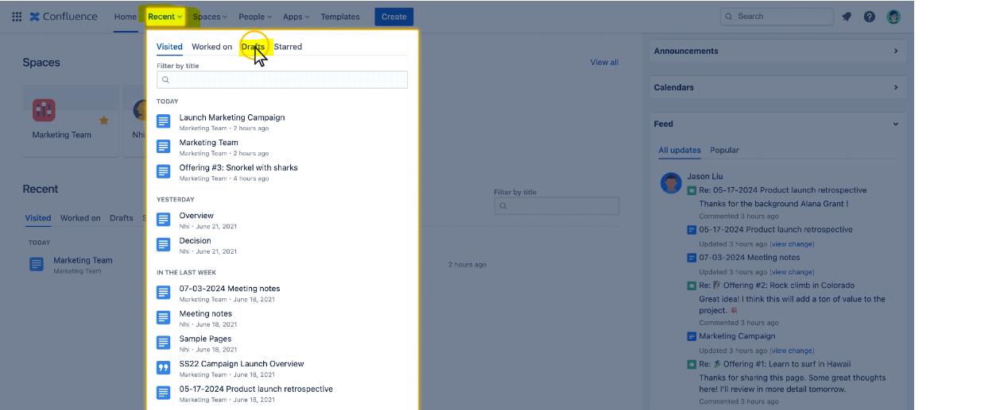 Confluence Home Recent Spaces People Apps Templates Create Search
Visited Worked on Drafts Starred
Filter by title
TODAY
Launch Marketing Campaign
Marketing Team • 2 hours ago
Marketing Team
Marketing Team • 2 hours ago
Offering #3: Snorkel with sharks
Marketing Team • 4 hours ago
YESTERDAY
Overview
Nhi • June 21, 2021
Decision
Nhi • June 21, 2021
IN THE LAST WEEK
07-03-2024 Meeting notes
Marketing Team • June 18, 2021
Meeting notes
Nhi • June 18, 2021
Sample Pages
Nhi • June 18, 2021
SS22 Campaign Launch Overview
Marketing Team • June 18, 2021
05-17-2024 Product launch retrospective
Marketing Team • June 18, 2021
Spaces
View all
Marketing Team
Nhi
Recent
Filter by title
Visited Worked on Drafts S
TODAY
Marketing Team
Marketing Team
2 hours ago
Announcements
Calendars
Feed
All updates Popular
Jason Liu
Re: 05-17-2024 Product launch retrospective
Thanks for the background Alana Grant !
Commented 3 hours ago
05-17-2024 Product launch retrospective
Updated 3 hours ago (view change)
07-03-2024 Meeting notes
Updated 3 hours ago (view change)
Re: Offering #2: Rock climb in Colorado
Great idea! I think this will add a ton of value to the
project.
Commented 3 hours ago
Marketing Campaign
Updated 3 hours ago (view change)
Re: Offering #1: Learn to surf in Hawaii
Thanks for sharing this page. Some great thoughts
here! I'll review in more detail tomorrow.
Commented 3 hours ago